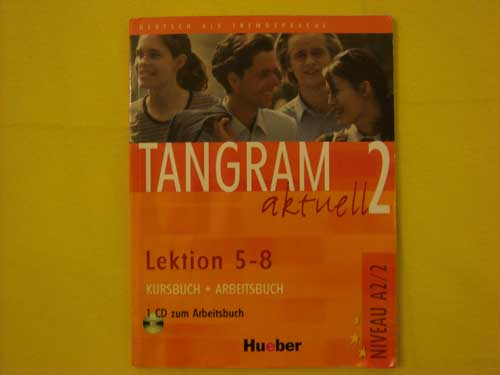 DEUTSCH ALS FREMDSPRACHE
TANGRAM
aktuell 2
Lektion 5-8
KURSBUCH + ARBEITSBUCH
1 CD zum Arbeitsbuch
Hueber
NIVEAU A2/2